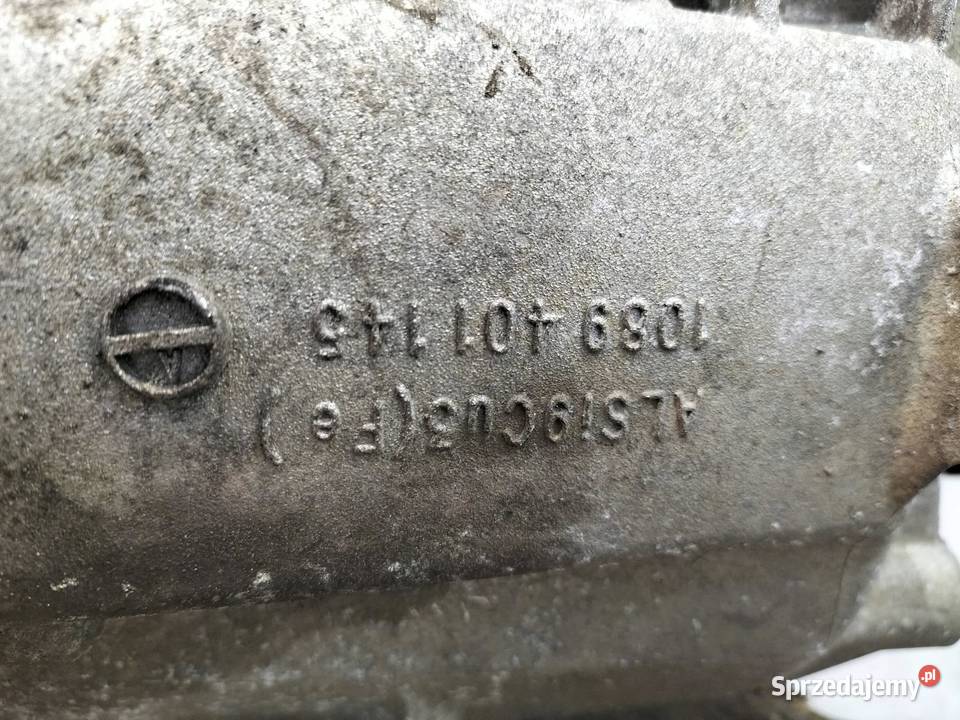 ALSi9Cu3(Fe)
1089 401 145
A
Sprzedajemy.pl